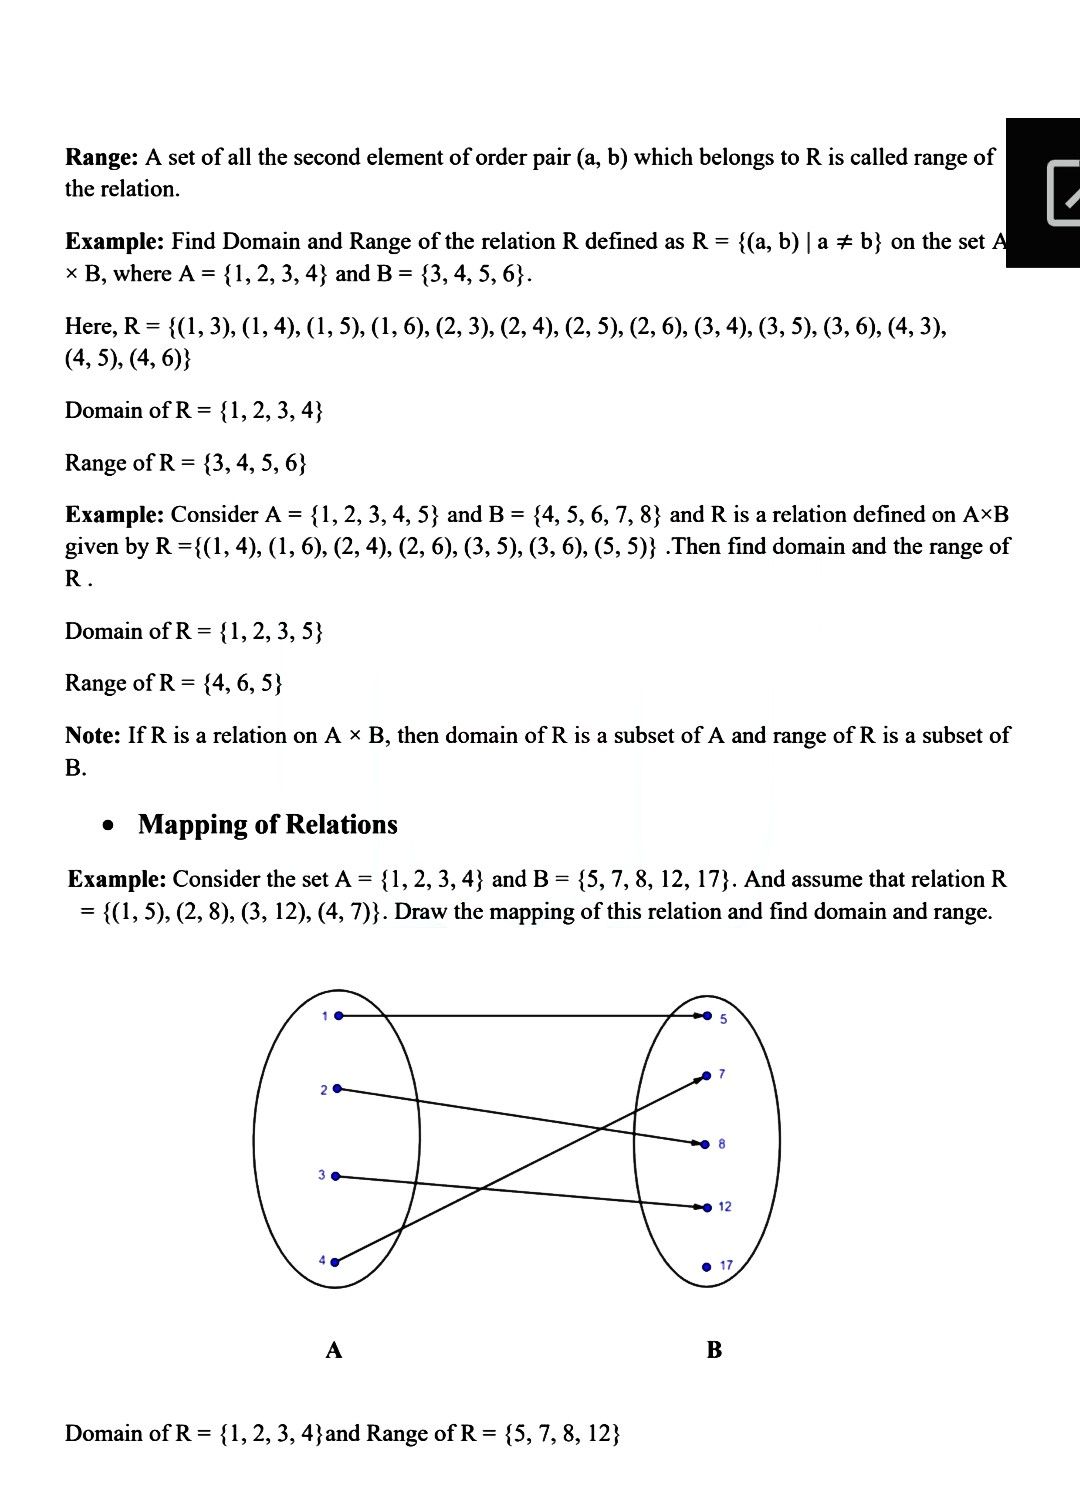 Range: A set of all the second element of order pair (a, b) which belongs to R is called range of
the relation.
Example: Find Domain and Range of the relation R defined as R = {(a, b) | a ≠ b} on the set A
× B, where A = {1, 2, 3, 4} and B = {3, 4, 5, 6}.
Here, R = {(1, 3), (1, 4), (1, 5), (1, 6), (2, 3), (2, 4), (2, 5), (2, 6), (3, 4), (3, 5), (3, 6), (4, 3),
(4, 5), (4, 6)}
Domain of R = {1, 2, 3, 4}
Range of R = {3, 4, 5, 6}
Example: Consider A = {1, 2, 3, 4, 5} and B = {4, 5, 6, 7, 8} and R is a relation defined on A×B
given by R ={(1, 4), (1, 6), (2, 4), (2, 6), (3, 5), (3, 6), (5, 5)} .Then find domain and the range of
R .
Domain of R = {1, 2, 3, 5}
Range of R = {4, 6, 5}
Note: If R is a relation on A × B, then domain of R is a subset of A and range of R is a subset of
B.
• Mapping of Relations
Example: Consider the set A = {1, 2, 3, 4} and B = {5, 7, 8, 12, 17}. And assume that relation R
= {(1, 5), (2, 8), (3, 12), (4, 7)}. Draw the mapping of this relation and find domain and range.
1
5
7
2
8
3
12
4
17
A B
Domain of R = {1, 2, 3, 4}and Range of R = {5, 7, 8, 12}